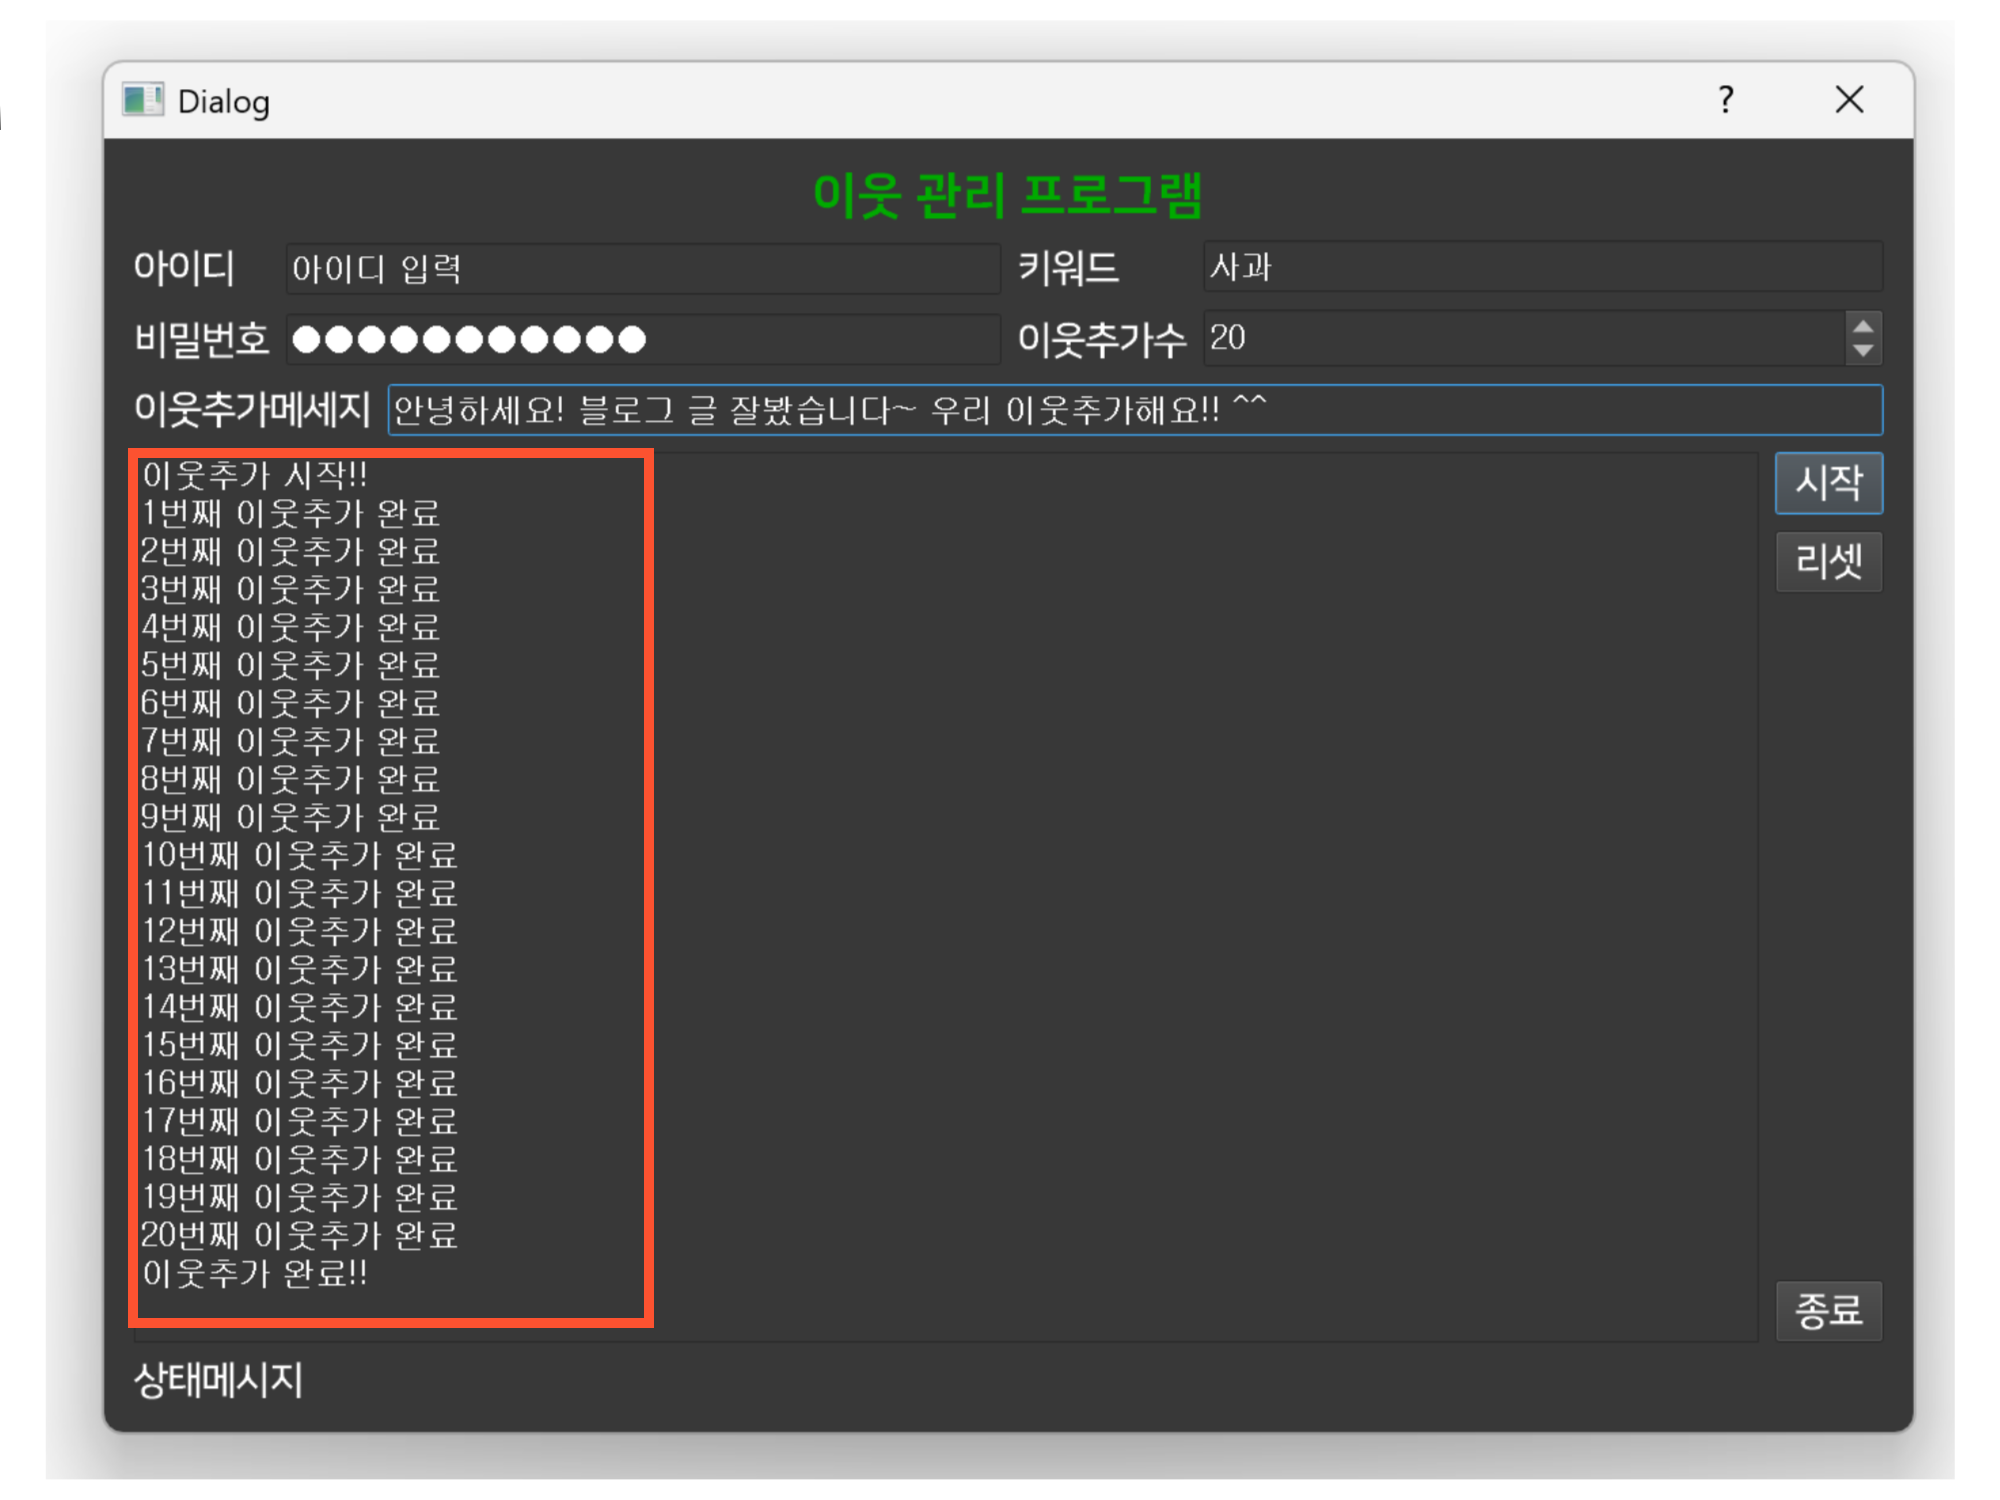 Dialog
이웃 관리 프로그램
아이디 아이디 입력 키워드 사과
비밀번호 ●●●●●●●●●●● 이웃추가수 20
이웃추가메세지 안녕하세요! 블로그 글 잘봤습니다~ 우리 이웃추가해요!! ^^
이웃추가 시작!!
1번째 이웃추가 완료
2번째 이웃추가 완료
3번째 이웃추가 완료
4번째 이웃추가 완료
5번째 이웃추가 완료
6번째 이웃추가 완료
7번째 이웃추가 완료
8번째 이웃추가 완료
9번째 이웃추가 완료
10번째 이웃추가 완료
11번째 이웃추가 완료
12번째 이웃추가 완료
13번째 이웃추가 완료
14번째 이웃추가 완료
15번째 이웃추가 완료
16번째 이웃추가 완료
17번째 이웃추가 완료
18번째 이웃추가 완료
19번째 이웃추가 완료
20번째 이웃추가 완료
이웃추가 완료!!
시작
리셋
종료
상태메시지